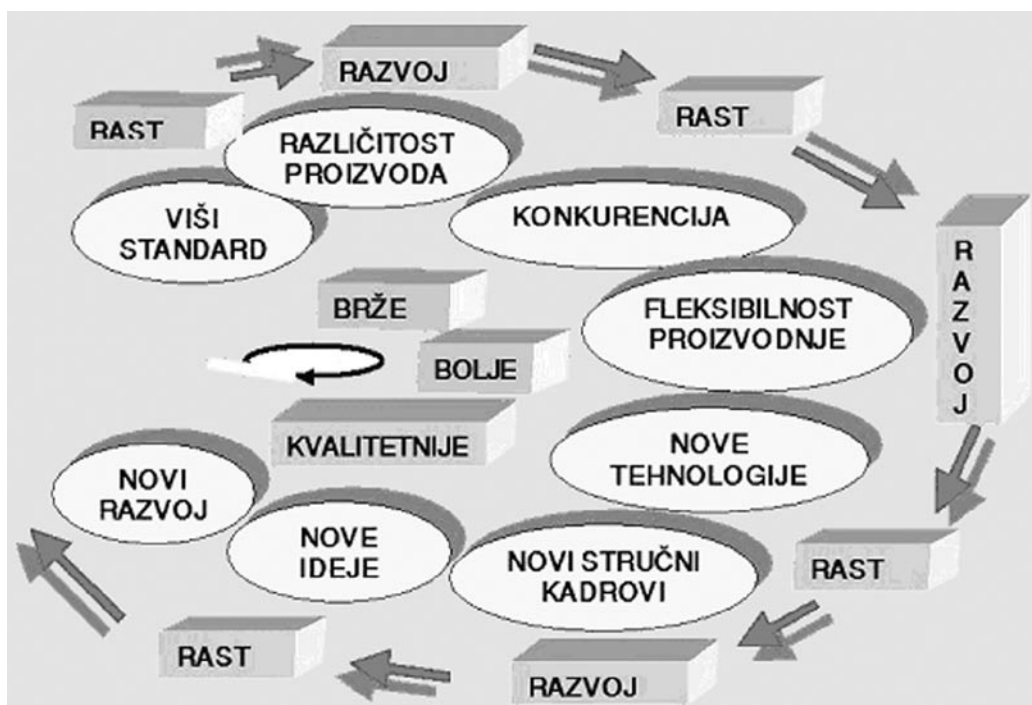 RAZVOJ
RAST
RAST
RAZLIČITOST
PROIZVODA
VIŠI
STANDARD
KONKURENCIJA
RAZVOJ
BRŽE
FLEKSIBILNOST
PROIZVODNJE
BOLJE
KVALITETNIJE
NOVE
TEHNOLOGIJE
NOVI
RAZVOJ
NOVE
IDEJE
NOVI STRUČNI
KADROVI
RAST
RAST
RAZVOJ